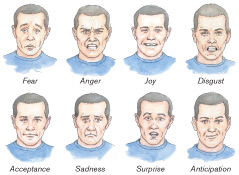 Fear Anger Joy Disgust
Acceptance Sadness Surprise Anticipation